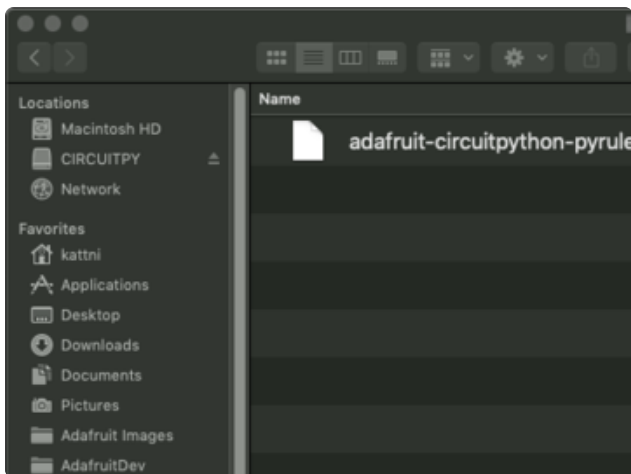 Locations
Name
Macintosh HD
adafruit-circuitpython-pyrule
CIRCUITPY
Network
Favorites
kattni
Applications
Desktop
Downloads
Documents
Pictures
Adafruit Images
AdafruitDev